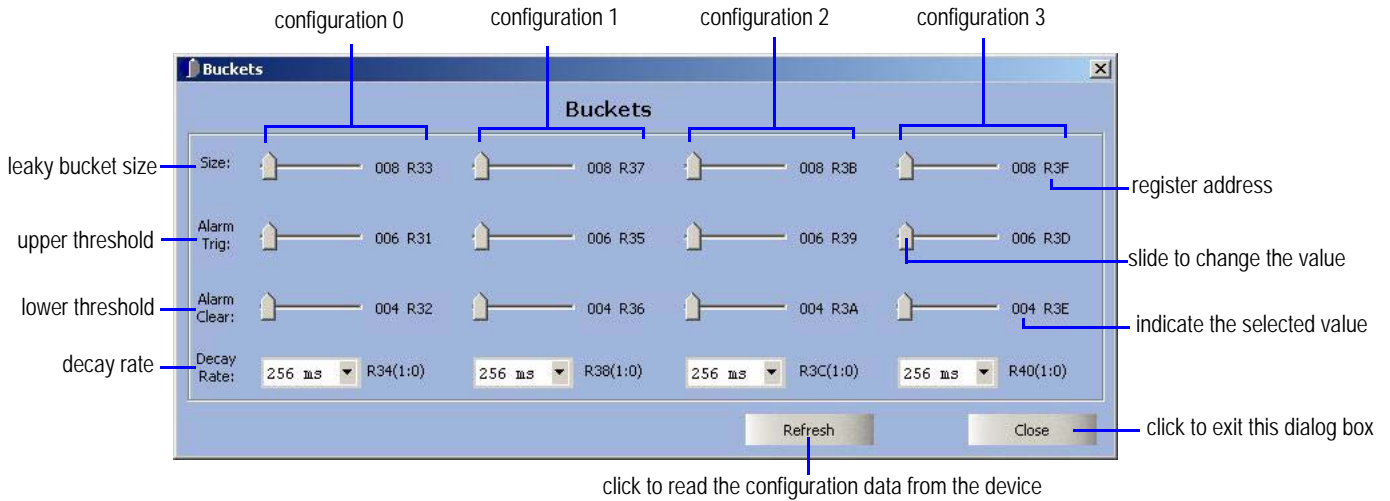 configuration 0 configuration 1 configuration 2 configuration 3
Buckets
Buckets
leaky bucket size Size: 008 R33 008 R37 008 R3B 008 R3F
register address
upper threshold Alarm Trig: 006 R31 006 R35 006 R39 006 R3D
slide to change the value
lower threshold Alarm Clear: 004 R32 004 R36 004 R3A 004 R3E
indicate the selected value
decay rate Decay Rate: 256 ms R34(1:0) 256 ms R38(1:0) 256 ms R3C(1:0) 256 ms R40(1:0)
Refresh Close click to exit this dialog box
click to read the configuration data from the device